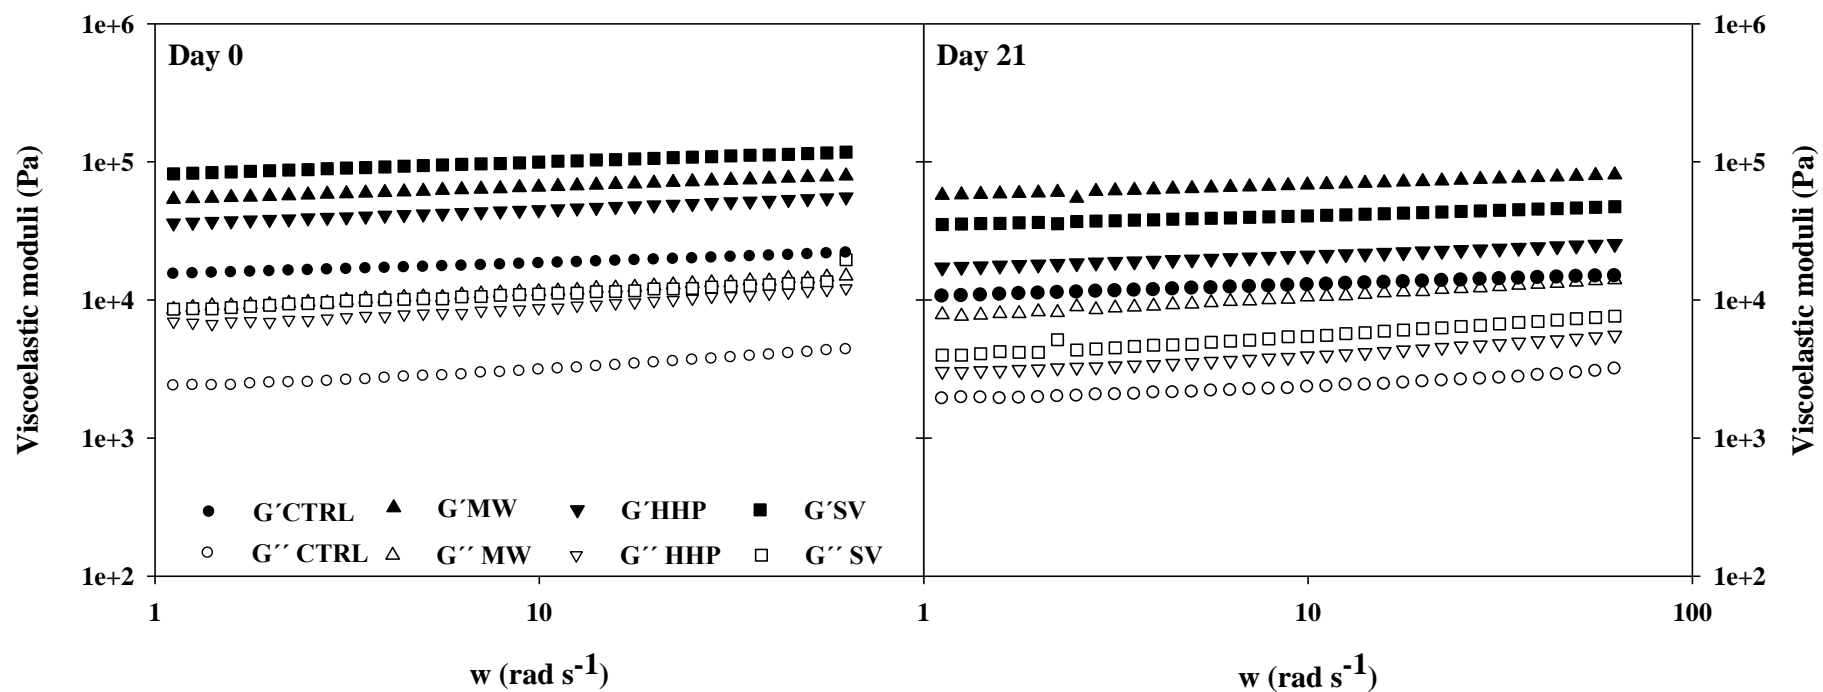 1e+6
1e+6
Day 0
Day 21
1e+5
1e+5
Viscoelastic moduli (Pa)
Viscoelastic moduli (Pa)
1e+4
1e+4
1e+3
1e+3
G´CTRL G´MW G´HHP G´SV
G´´ CTRL G´´ MW G´´ HHP G´´ SV
1e+2
1e+2
1 10 1 10 100
w (rad s-1)
w (rad s-1)